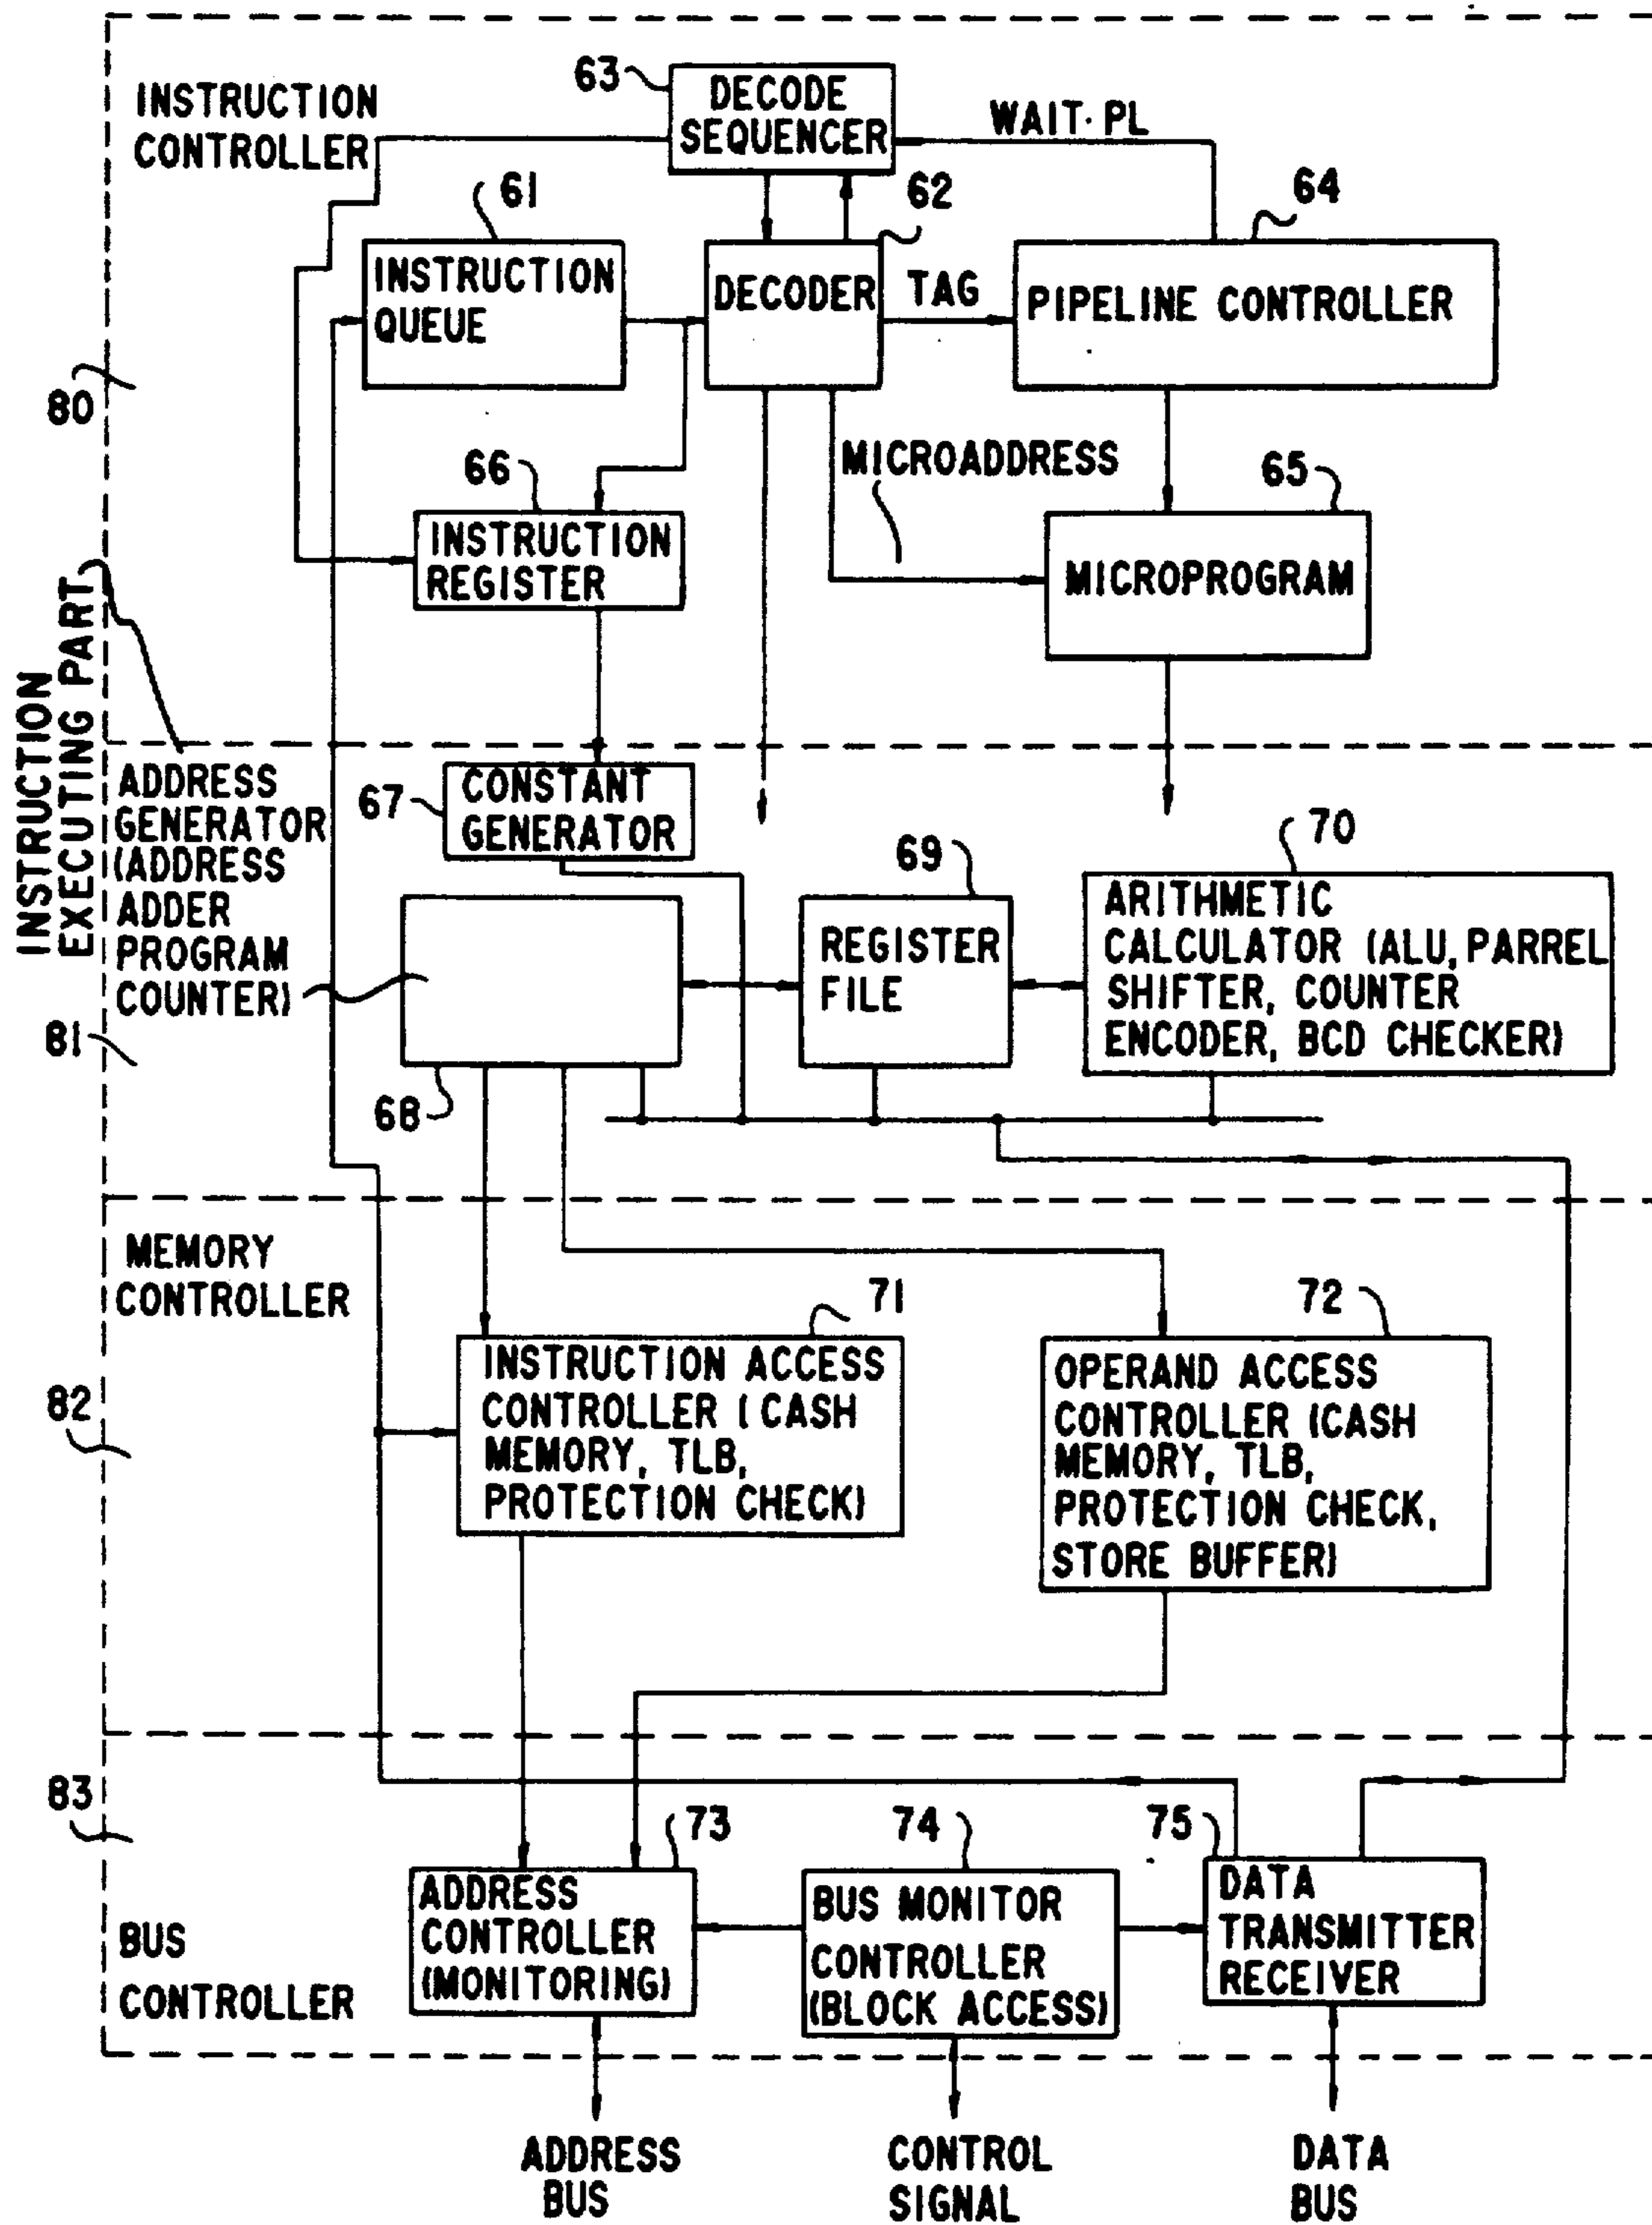 INSTRUCTION
CONTROLLER
63
DECODE
SEQUENCER
WAIT·PL
61
INSTRUCTION
QUEUE
62
DECODER
TAG
64
PIPELINE CONTROLLER
80
66
INSTRUCTION
REGISTER
MICROADDRESS
65
MICROPROGRAM
INSTRUCTION
EXECUTING PART
ADDRESS
GENERATOR
(ADDRESS
ADDER
PROGRAM
COUNTER)
67
CONSTANT
GENERATOR
81
68
69
REGISTER
FILE
70
ARITHMETIC
CALCULATOR (ALU, PARREL
SHIFTER, COUNTER
ENCODER, BCD CHECKER)
MEMORY
CONTROLLER
82
71
INSTRUCTION ACCESS
CONTROLLER (CASH
MEMORY, TLB,
PROTECTION CHECK)
72
OPERAND ACCESS
CONTROLLER (CASH
MEMORY, TLB,
PROTECTION CHECK,
STORE BUFFER)
83
BUS
CONTROLLER
73
ADDRESS
CONTROLLER
(MONITORING)
74
BUS MONITOR
CONTROLLER
(BLOCK ACCESS)
75
DATA
TRANSMITTER
RECEIVER
ADDRESS
BUS
CONTROL
SIGNAL
DATA
BUS